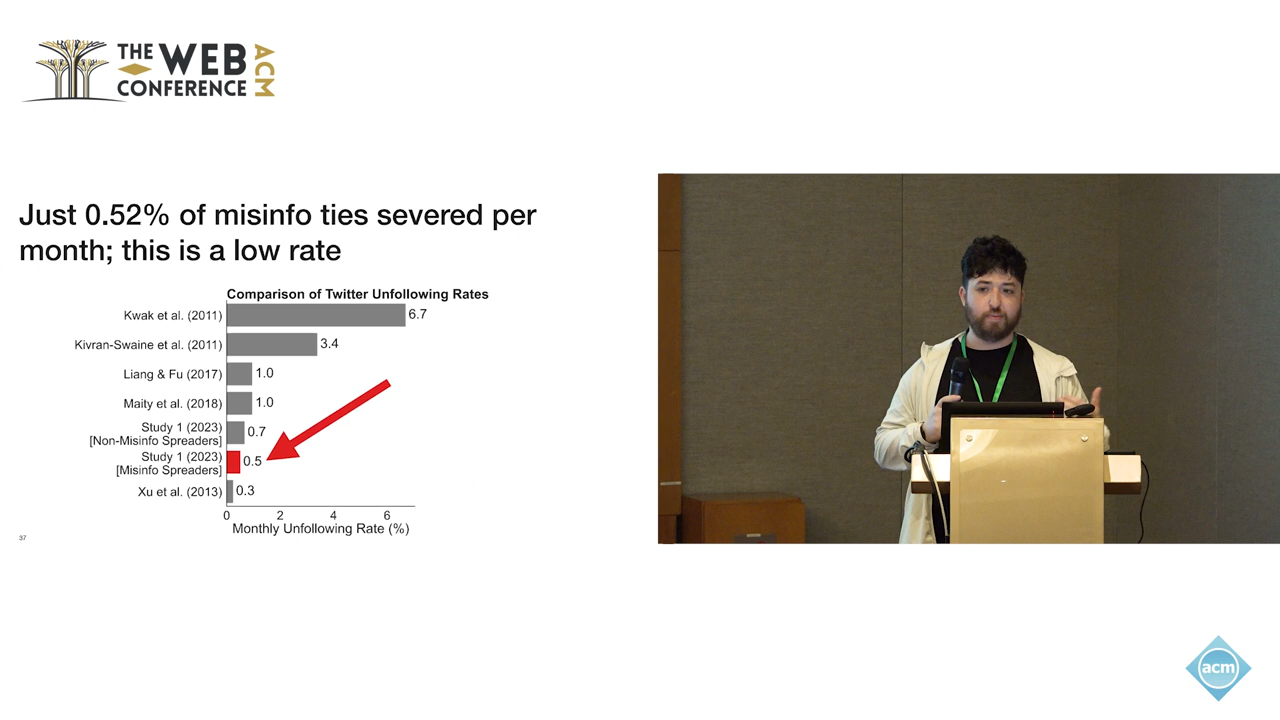 THE WEB
CONFERENCE
ACM
Just 0.52% of misinfo ties severed per
month; this is a low rate
Comparison of Twitter Unfollowing Rates
Kwak et al. (2011) 6.7
Kivran-Swaine et al. (2011) 3.4
Liang & Fu (2017) 1.0
Maity et al. (2018) 1.0
Study 1 (2023)
[Non-Misinfo Spreaders] 0.7
Study 1 (2023)
[Misinfo Spreaders] 0.5
Xu et al. (2013) 0.3
0 2 4 6
Monthly Unfollowing Rate (%)
37
acm